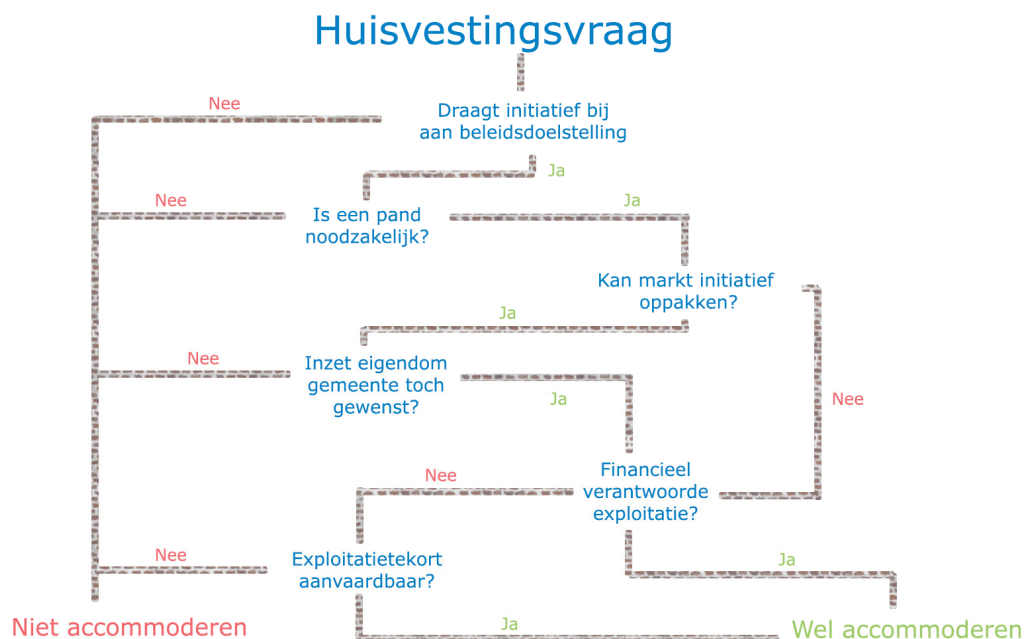 Huisvestingsvraag
Nee
Draagt initiatief bij
aan beleidsdoelstelling
Ja
Nee
Is een pand
noodzakelijk?
Ja
Kan markt initiatief
oppakken?
Ja
Nee
Inzet eigendom
gemeente toch
gewenst?
Ja
Nee
Nee
Financieel
verantwoorde
exploitatie?
Nee
Exploitatietekort
aanvaardbaar?
Ja
Niet accommoderen
Ja
Wel accommoderen